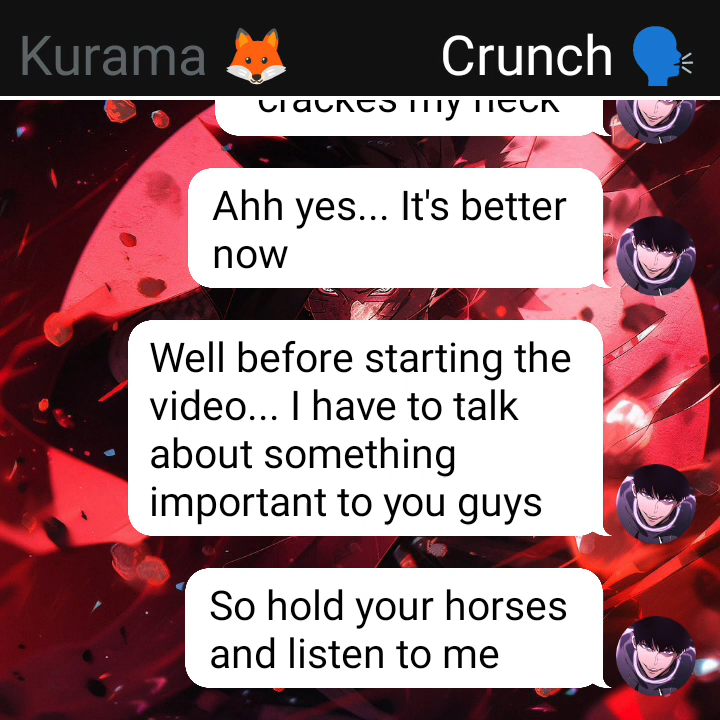 Kurama 🦊 Crunch 🗣️
crackes my neck
Ahh yes... It's better
now
Well before starting the
video... I have to talk
about something
important to you guys
So hold your horses
and listen to me